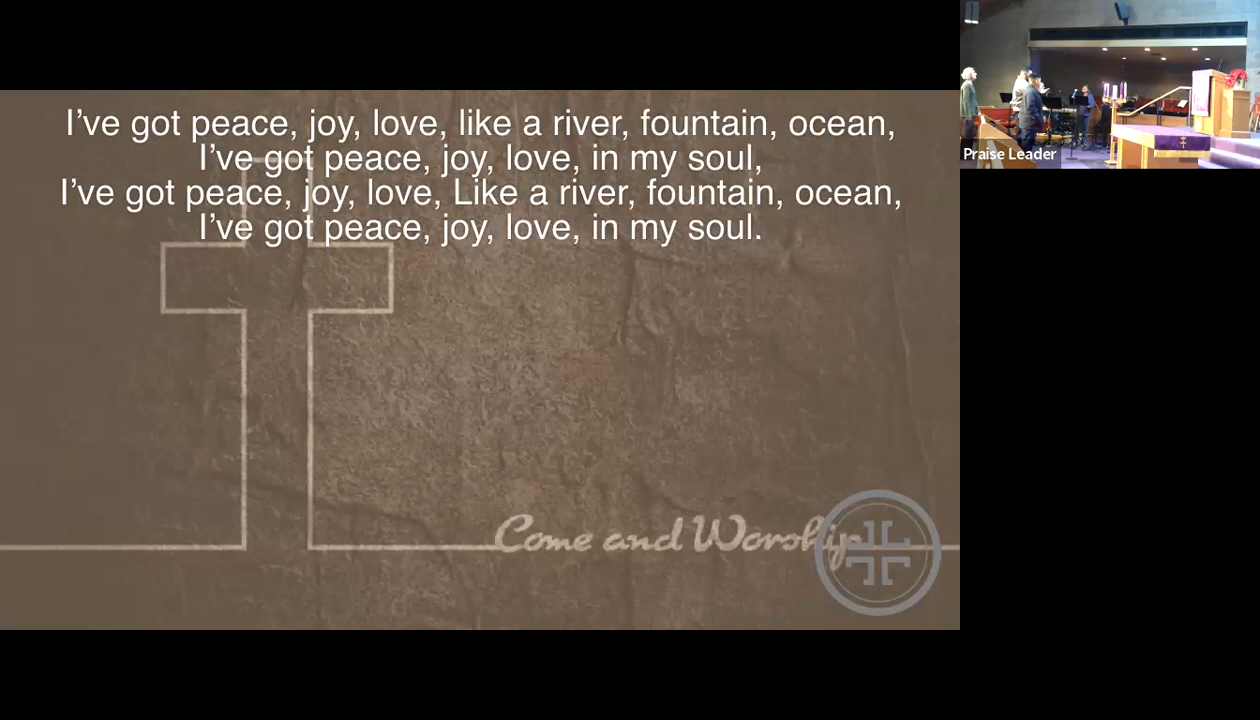 I’ve got peace, joy, love, like a river, fountain, ocean,
I’ve got peace, joy, love, in my soul,
I’ve got peace, joy, love, Like a river, fountain, ocean,
I’ve got peace, joy, love, in my soul.
Come and Worship
Praise Leader